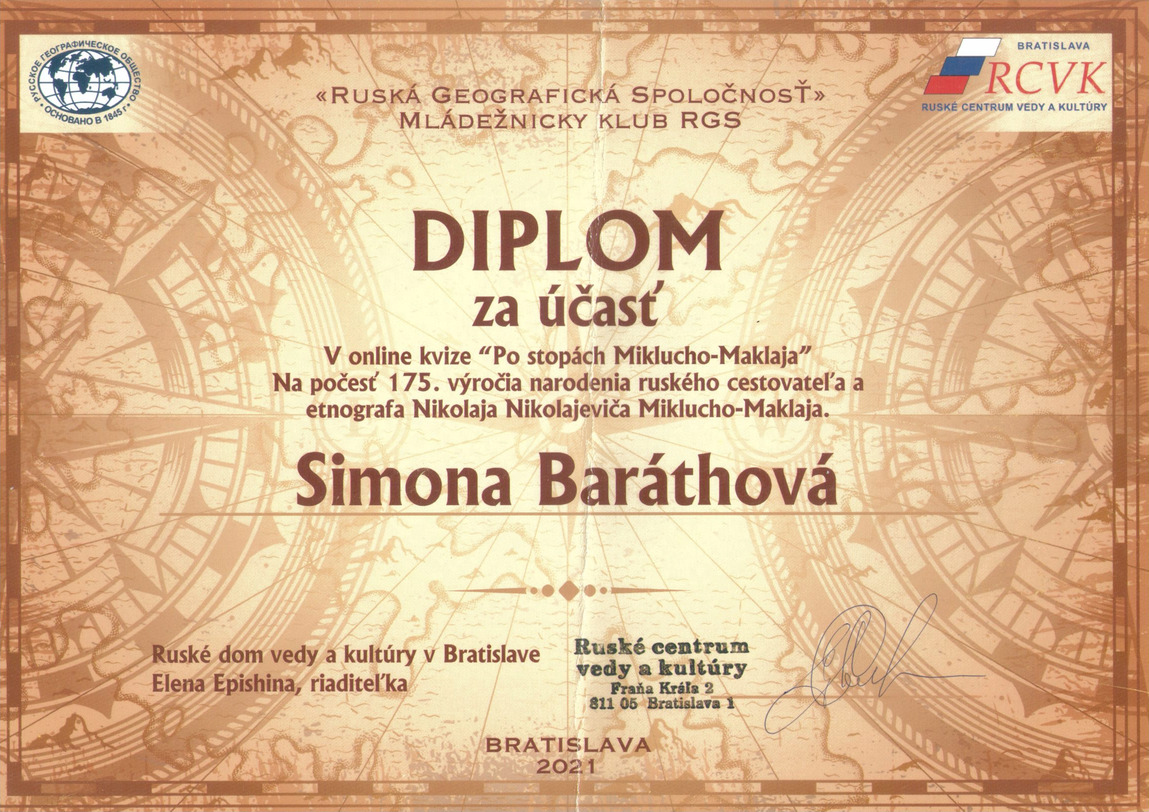 РУССКОЕ ГЕОГРАФИЧЕСКОЕ ОБЩЕСТВО
• ОСНОВАНО В 1845 г. •
BRATISLAVA
RCVK
RUSKÉ CENTRUM VEDY A KULTÚRY
«RUSKÁ GEOGRAFICKÁ SPOLOČNOSŤ»
MLÁDEŽNICKY KLUB RGS
DIPLOM
za účasť
V online kvize “Po stopách Miklucho-Maklaja”
Na počesť 175. výročia narodenia ruského cestovateľa a
etnografa Nikolaja Nikolajeviča Miklucho-Maklaja.
Simona Baráthová
Ruské dom vedy a kultúry v Bratislave
Elena Epishina, riaditeľka
Ruské centrum
vedy a kultúry
Fraňa Kráľa 2
811 05 Bratislava 1
BRATISLAVA
2021